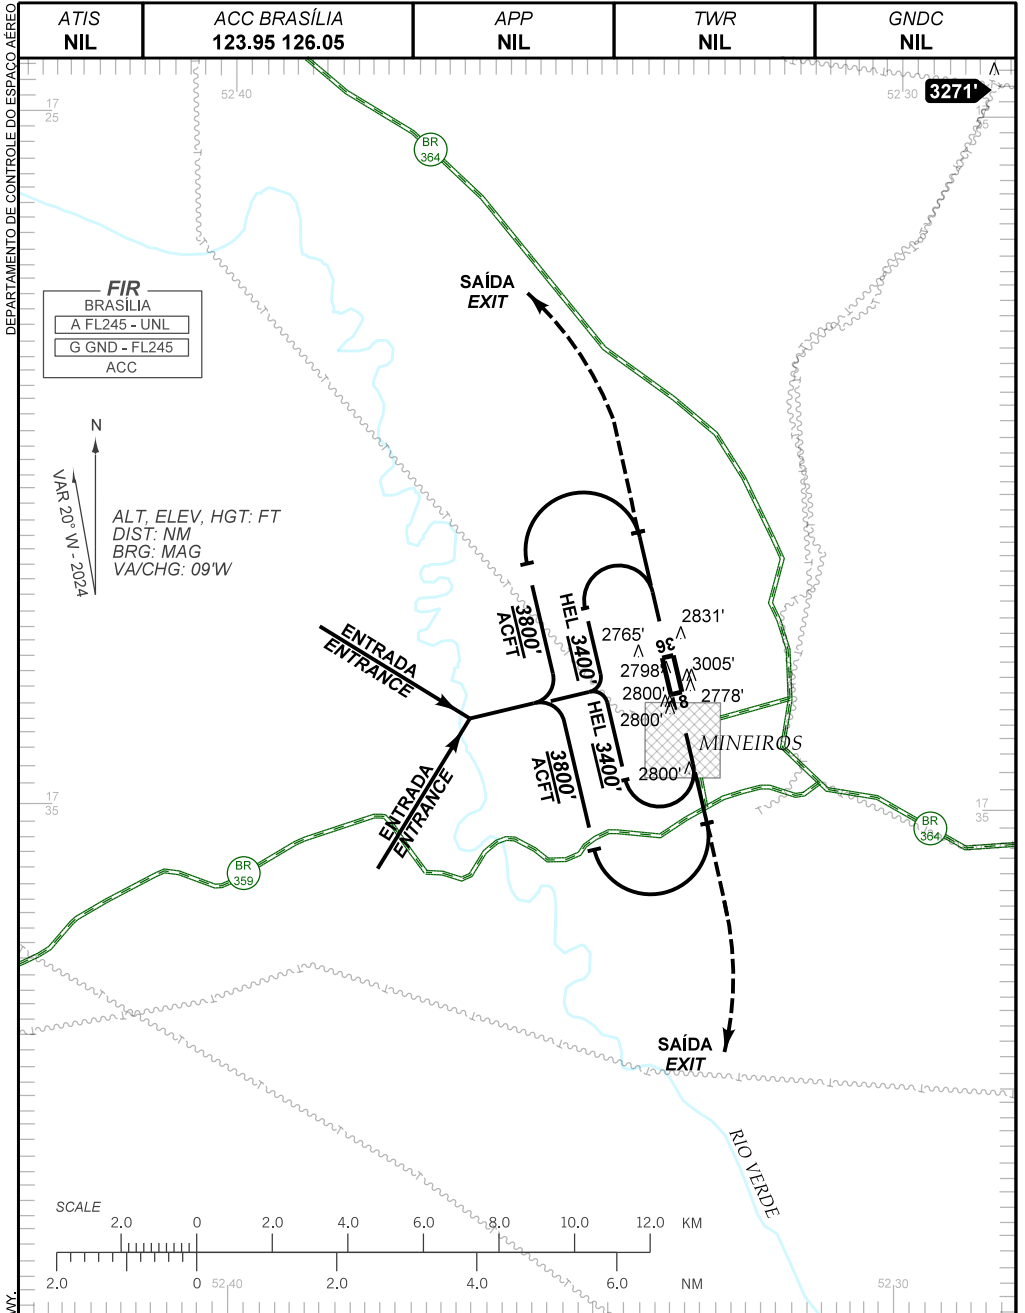 ATIS
NIL
ACC BRASÍLIA
123.95 126.05
APP
NIL
TWR
NIL
GNDC
NIL
DEPARTAMENTO DE CONTROLE DO ESPAÇO AÉREO
52 40
52 30
3271'
17
25
BR
364
SAÍDA
EXIT
FIR
BRASÍLIA
A FL245 - UNL
G GND - FL245
ACC
N
VAR 20° W - 2024
ALT, ELEV, HGT: FT
DIST: NM
BRG: MAG
VA/CHG: 09'W
3800'
ACFT
HEL 3400'
2831'
2765'
36
3005'
2798'
2778'
2800'
18
2800'
MINEIROS
2800'
ENTRADA
ENTRANCE
HEL 3400'
3800'
ACFT
ENTRADA
ENTRANCE
17
35
17
35
BR
364
BR
359
SAÍDA
EXIT
RIO VERDE
SCALE
2.0 0 2.0 4.0 6.0 8.0 10.0 12.0 KM
2.0 0 2.0 4.0 6.0 NM
52 40
52 30
WY.